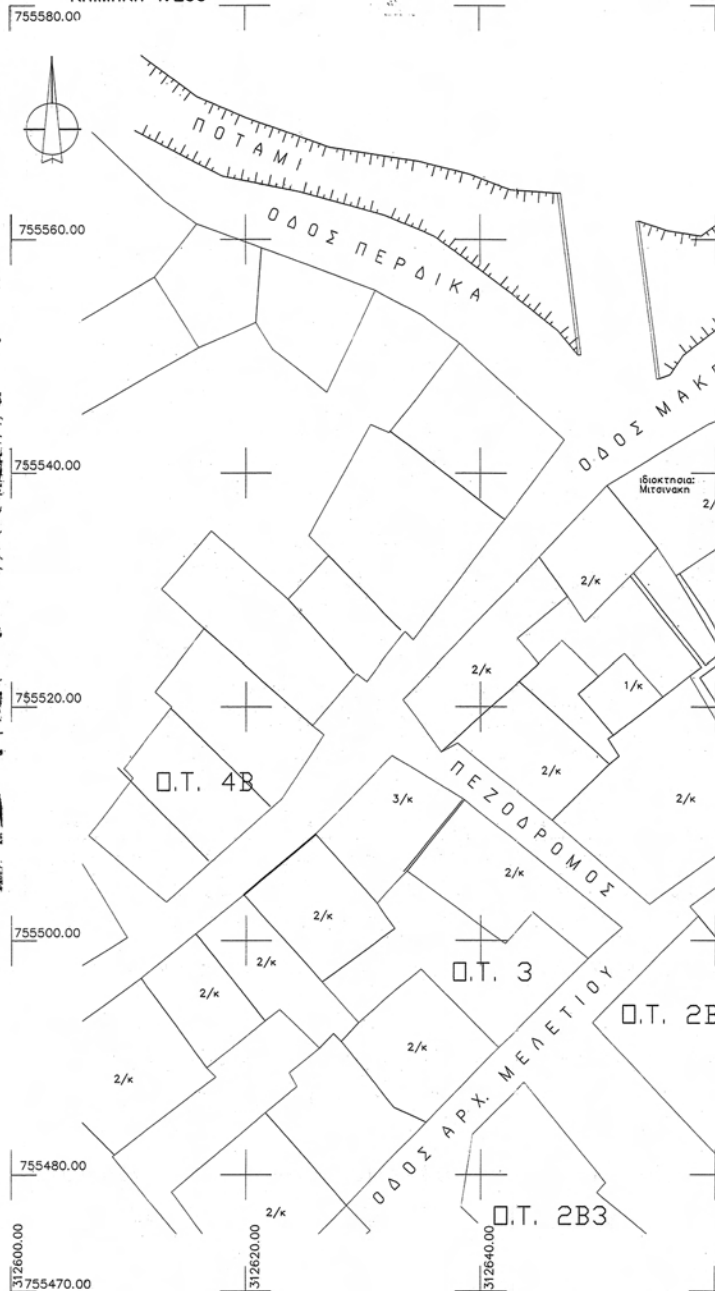 755580.00
ΠΟΤΑΜΙ
755560.00
ΟΔΟΣ ΠΕΡΔΙΚΑ
ΟΔΟΣ
755540.00
ιδιοκτησια:
Μιτσινακη
2/κ
2/κ
1/κ
755520.00
2/κ
2/κ
Ο.Τ. 4Β
3/κ
ΠΕΖΟΔΡΟΜΟΣ
2/κ
2/κ
755500.00
2/κ
2/κ
Ο.Τ. 3
2/κ
Ο.Τ. 2Β
2/κ
2/κ
ΟΔΟΣ ΑΡΧ. ΜΕΛΕΤΙΟΥ
755480.00
2/κ
Ο.Τ. 2Β3
312600.00
312620.00
312640.00
755470.00